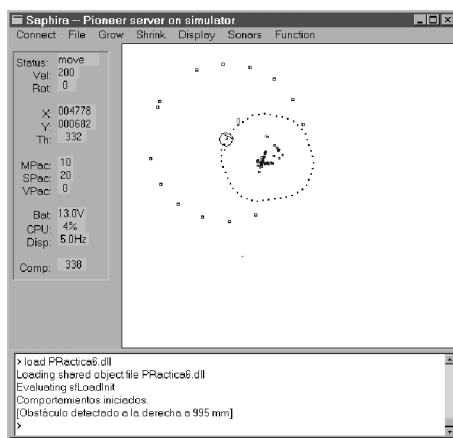 Saphira – Pioneer server on simulator
Connect File Grow Shrink Display Sonars Function
Status: move
Vel: 200
Rot: 0
X: 004778
Y: 000682
Th: 332
MPac: 10
SPac: 20
VPac: 0
Bat: 13.0V
CPU: 4%
Disp: 5.0Hz
Comp: 338
> load PRactica6.dll
Loading shared object file PRactica6.dll
Evaluating sfLoadInit
Comportamientos iniciados.
[Obstáculo detectado a la derecha a 995 mm]
>